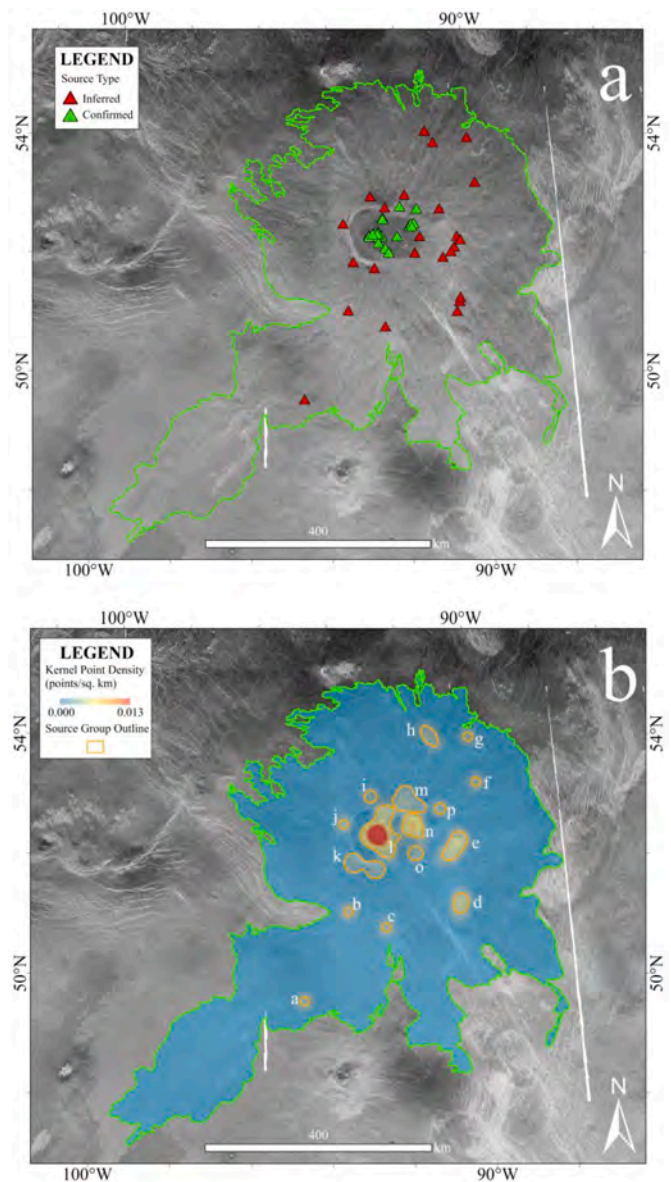 100°W
90°W
LEGEND
Source Type
Inferred
Confirmed
a
54°N
54°N
50°N
50°N
N
400
km
100°W
90°W
100°W
90°W
LEGEND
Kernel Point Density
(points/sq. km)
0.000
0.013
Source Group Outline
b
54°N
54°N
h
g
i
m
f
j
p
n
e
l
k
o
b
d
c
50°N
50°N
a
N
400
km
100°W
90°W